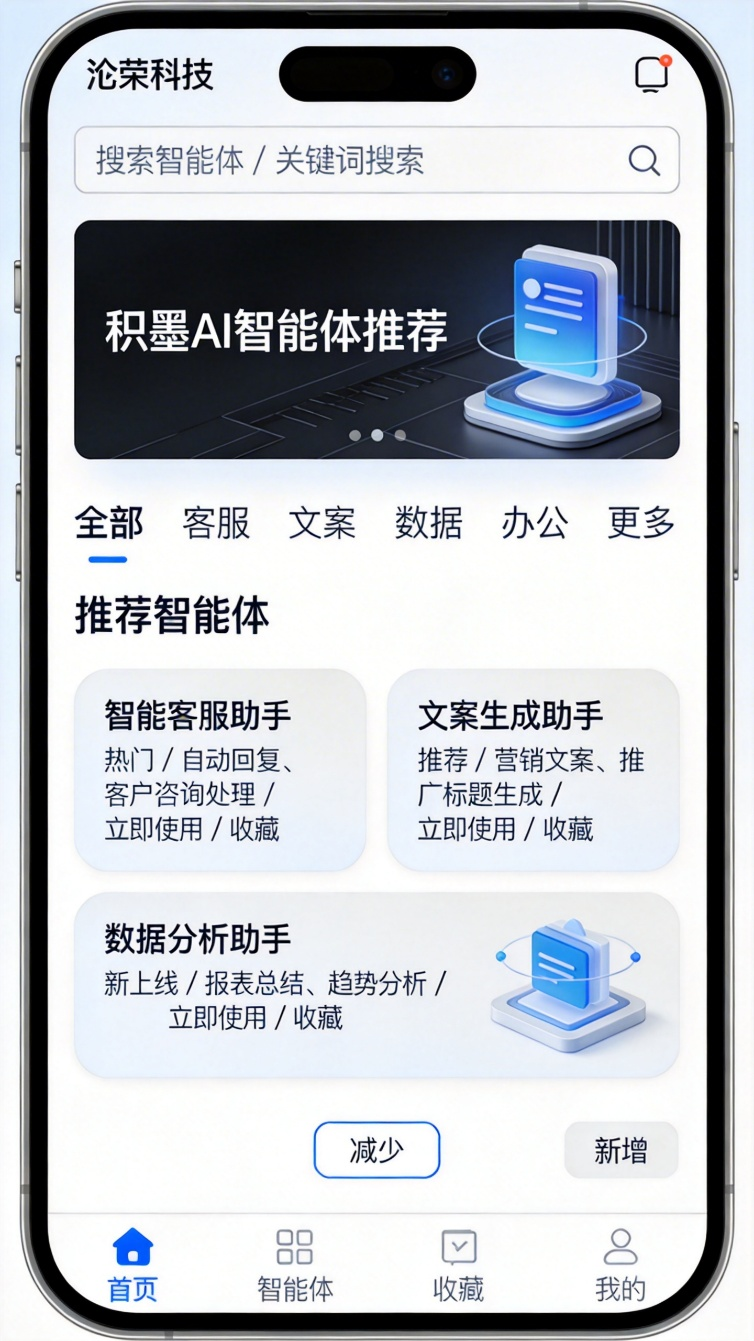 沦荣科技
搜索智能体 / 关键词搜索
积墨AI智能体推荐
全部 客服 文案 数据 办公 更多
推荐智能体
智能客服助手
热门 / 自动回复、
客户咨询处理 /
立即使用 / 收藏
文案生成助手
推荐 / 营销文案、推
广标题生成 /
立即使用 / 收藏
数据分析助手
新上线 / 报表总结、趋势分析 /
立即使用 / 收藏
减少 新增
首页 智能体 收藏 我的